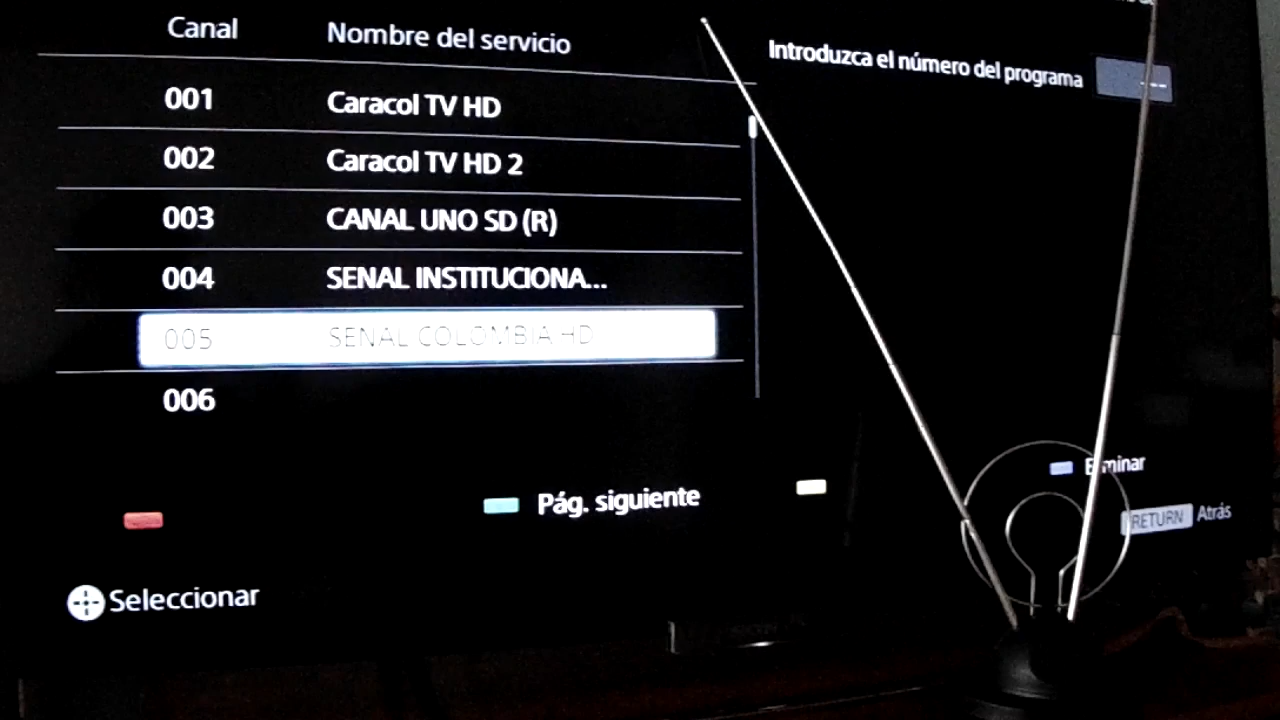 Canal Nombre del servicio
001 Caracol TV HD
002 Caracol TV HD 2
003 CANAL UNO SD (R)
004 SENAL INSTITUCIONA...
005 SENAL COLOMBIA HD
006
Introduzca el número del programa ---
Pág. siguiente
Eliminar
RETURN Atrás
Seleccionar